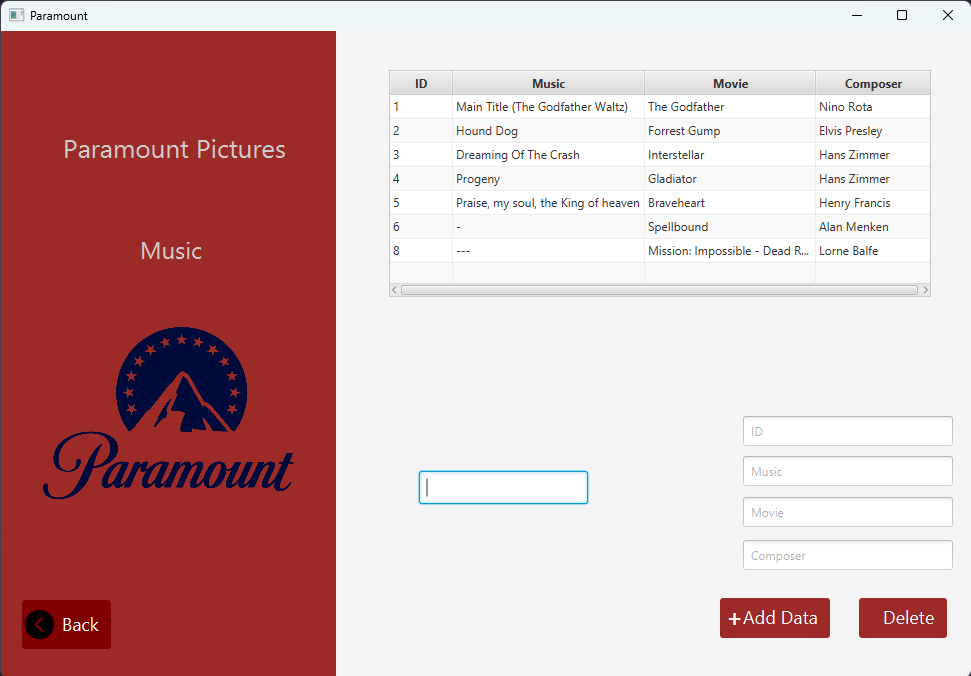 Paramount
Paramount Pictures
Music
Paramount
Back
ID Music Movie Composer
1 Main Title (The Godfather Waltz) The Godfather Nino Rota
2 Hound Dog Forrest Gump Elvis Presley
3 Dreaming Of The Crash Interstellar Hans Zimmer
4 Progeny Gladiator Hans Zimmer
5 Praise, my soul, the King of heaven Braveheart Henry Francis
6 - Spellbound Alan Menken
8 --- Mission: Impossible - Dead R... Lorne Balfe
ID
Music
Movie
Composer
+Add Data Delete